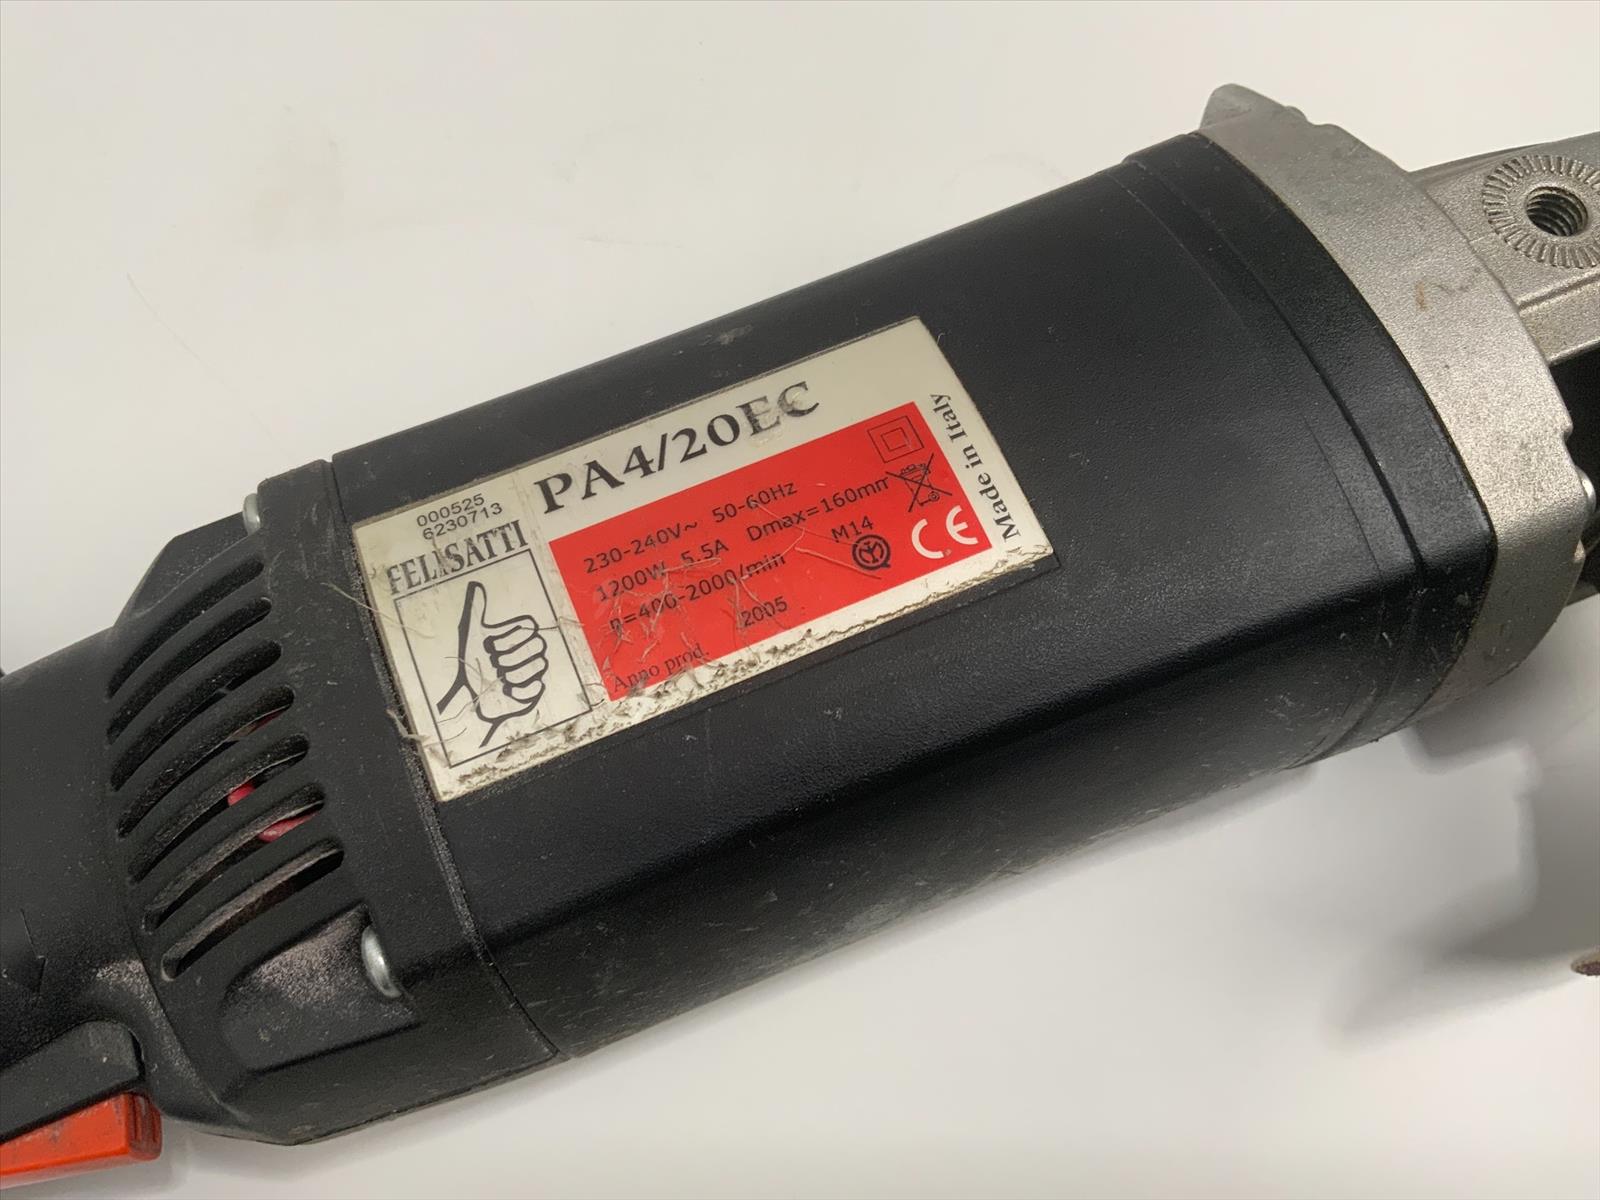 000525
6230713
FELISATTI
PA4/20EC
230-240V~ 50-60Hz
1200W 5.5A Dmax=160mm
n=400-2000/min M14
Anno prod. 2005
CE
Made in Italy